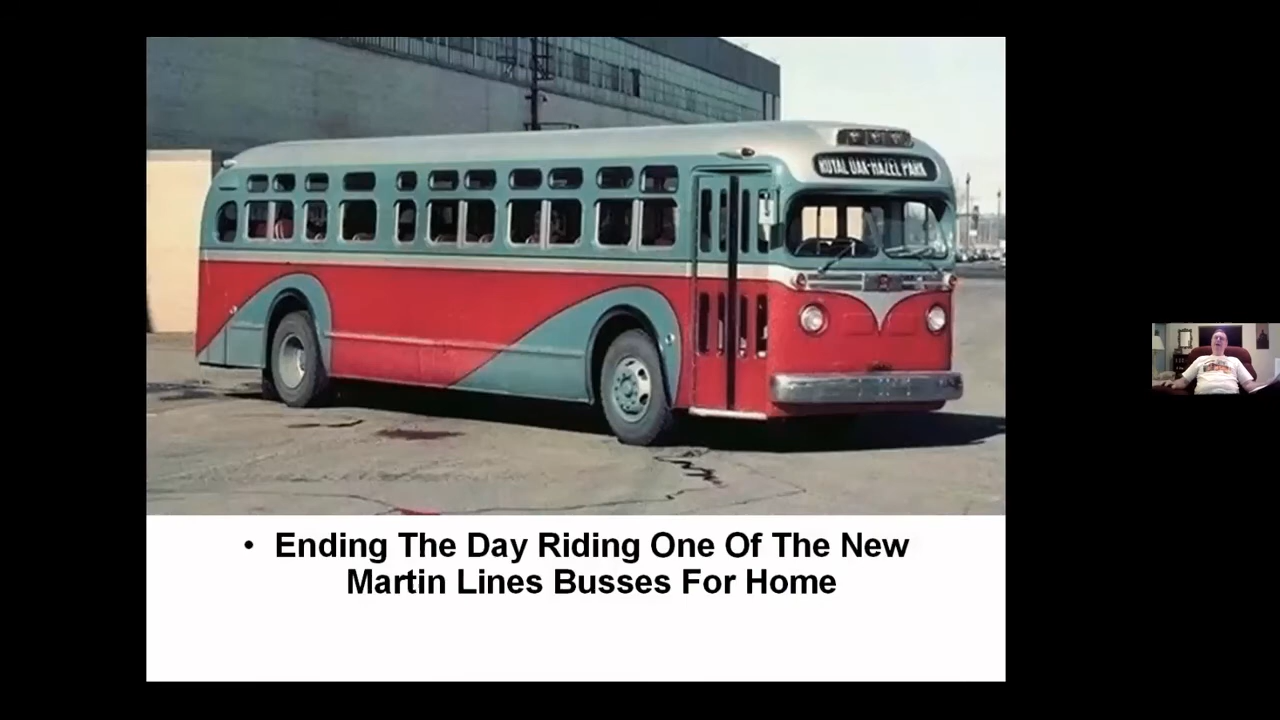 ROYAL OAK-HAZEL PARK
• Ending The Day Riding One Of The New
Martin Lines Busses For Home